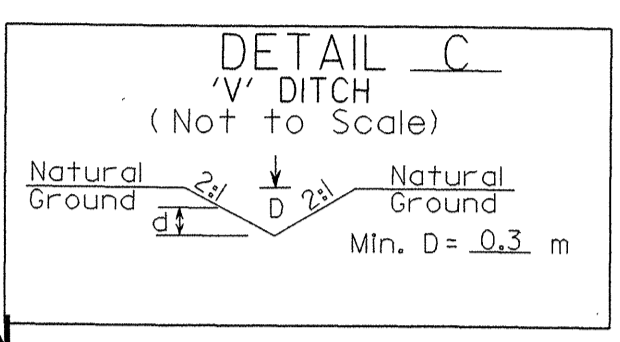 DETAIL C
'V' DITCH
(Not to Scale)
Natural
Ground
2:1
D
d
2:1
Natural
Ground
Min. D= 0.3 m